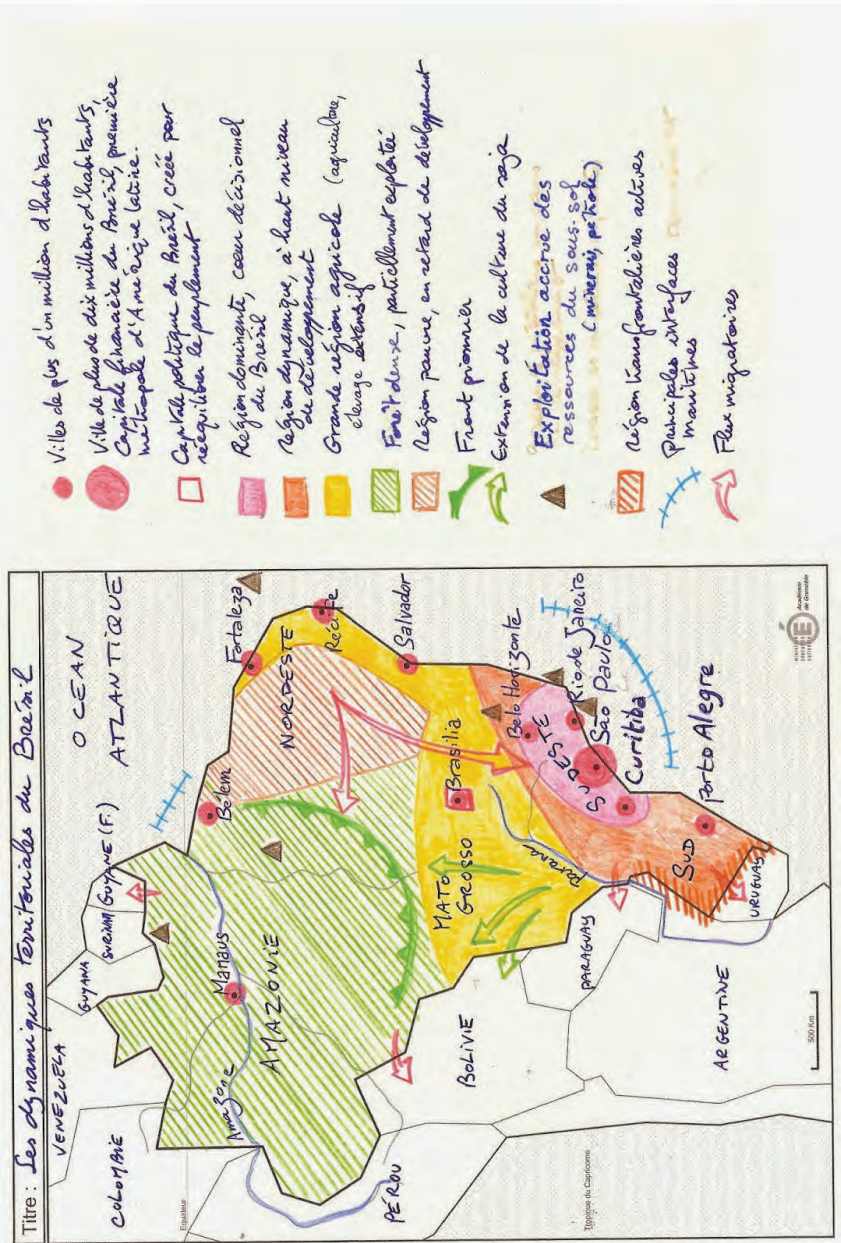 Titre : Les dynamiques territoriales du Brésil
VENEZUELA
COLOMBIE
GUYANA
SURINAM
GUYANE (F.)
OCEAN
ATLANTIQUE
Equateur
Amazone
Manaus
AMAZONIE
Bélem
Fortaleza
NORDESTE
Récife
Salvador
PÉROU
BOLIVIE
MATO
GROSSO
Brasilia
Belo Horizonte
SUDESTE
Rio de Janeiro
São Paulo
Curitiba
Paraná
PARAGUAY
SUD
Porto Alegre
URUGUAY
ARGENTINE
Tropique du Capricorne
500 Km
Académie
de Grenoble
Villes de plus d'un million d'habitants
Ville de plus de dix millions d'habitants,
Capitale financière du Brésil, première
métropole d'Amérique latine.
Capitale politique du Brésil, créée pour
rééquilibrer le peuplement
Région dominante, coeur décisionnel
du Brésil
Région dynamique, à haut niveau
de développement
Grande région agricole (agriculture,
élevage extensif
Forêt dense, partiellement exploitée
Région pauvre, en retard de développement
Front pionnier
Extension de la culture du soja
Exploitation accrue des
ressources du sous-sol
(minerais, pétrole)
Région transfrontalières actives
Principales interfaces
maritimes
Flux migratoires